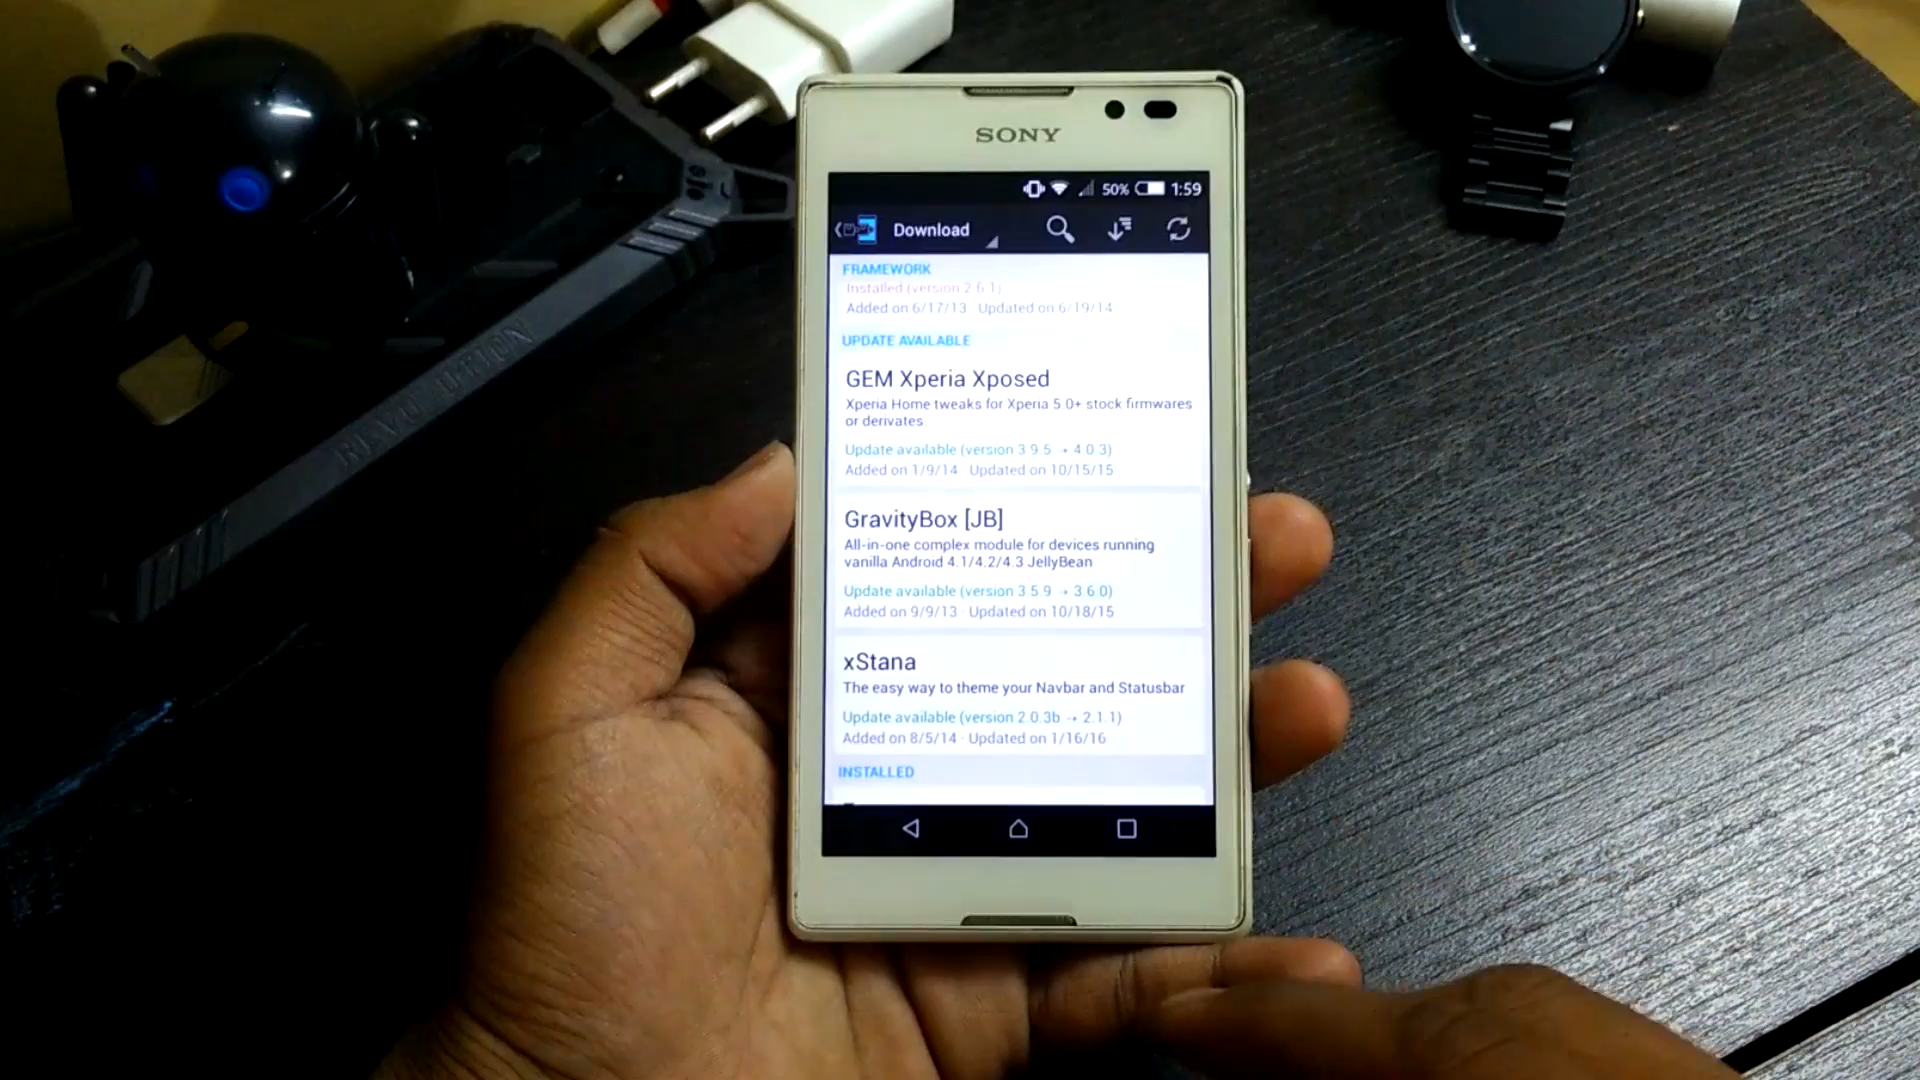 SONY
50% 1:59
Download
FRAMEWORK
Installed (version 2.6.1)
Added on 6/17/13 · Updated on 6/19/14
UPDATE AVAILABLE
GEM Xperia Xposed
Xperia Home tweaks for Xperia 5.0+ stock firmwares
or derivates
Update available (version 3.9.5 → 4.0.3)
Added on 1/9/14 · Updated on 10/15/15
GravityBox [JB]
All-in-one complex module for devices running
vanilla Android 4.1/4.2/4.3 JellyBean
Update available (version 3.5.9 → 3.6.0)
Added on 9/9/13 · Updated on 10/18/15
xStana
The easy way to theme your Navbar and Statusbar
Update available (version 2.0.3b → 2.1.1)
Added on 8/5/14 · Updated on 1/16/16
INSTALLED